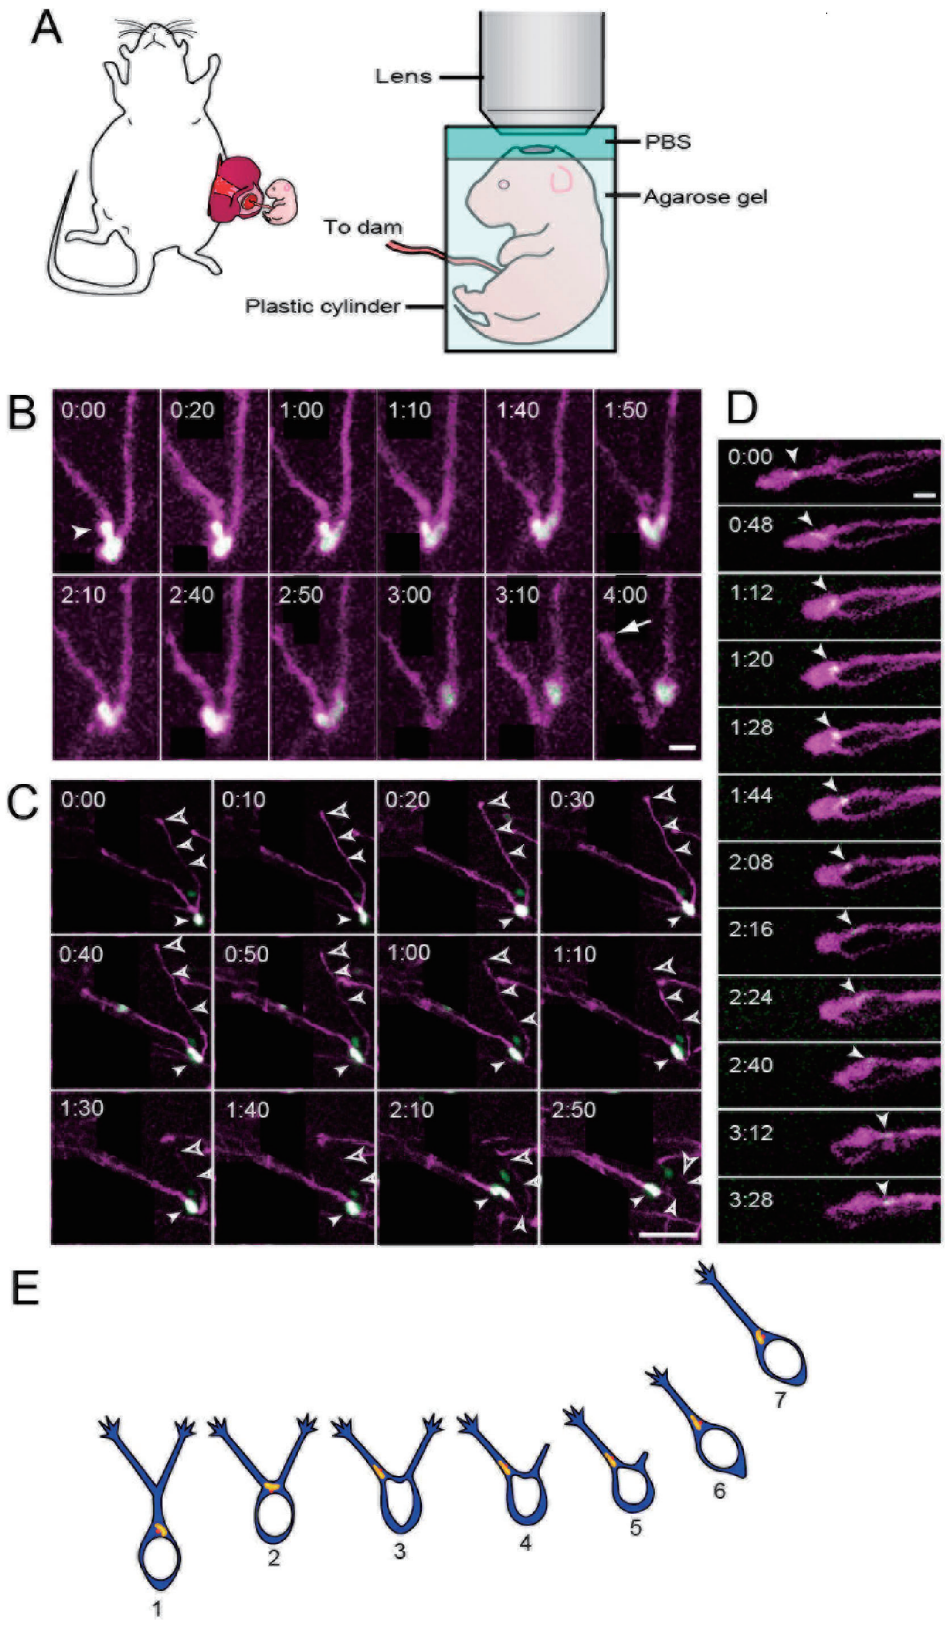 A
Lens
PBS
Agarose gel
To dam
Plastic cylinder
B
0:00 0:20 1:00 1:10 1:40 1:50
2:10 2:40 2:50 3:00 3:10 4:00
C
0:00 0:10 0:20 0:30
0:40 0:50 1:00 1:10
1:30 1:40 2:10 2:50
D
0:00
0:48
1:12
1:20
1:28
1:44
2:08
2:16
2:24
2:40
3:12
3:28
E
1 2 3 4 5 6 7